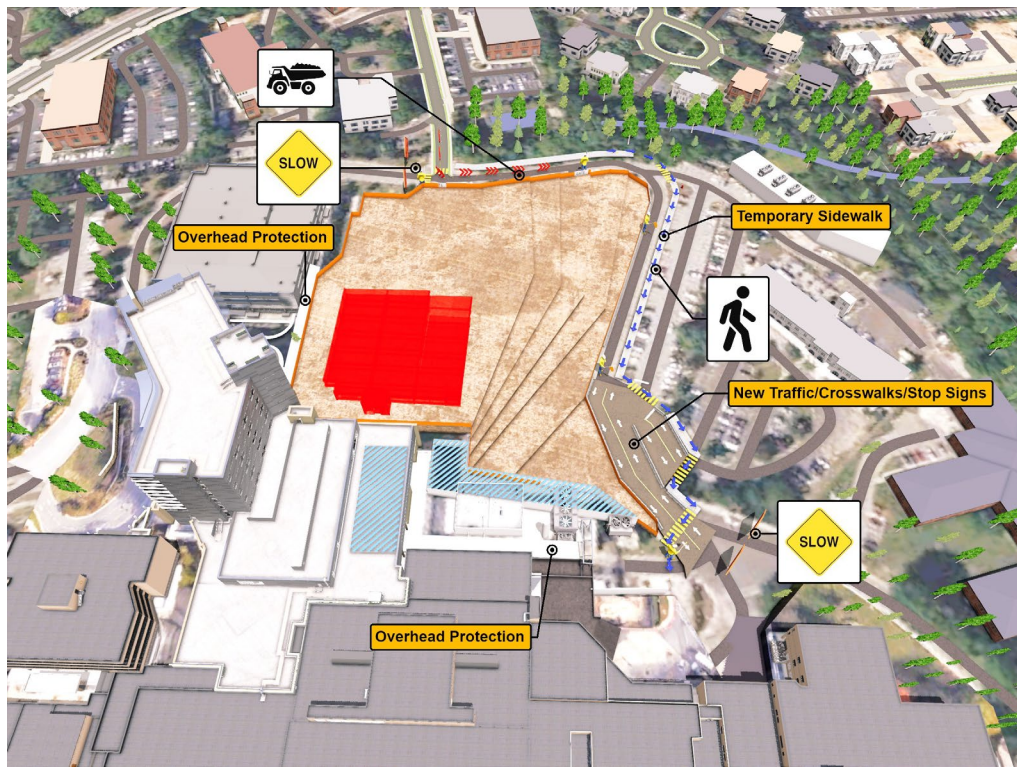 SLOW
Overhead Protection
Temporary Sidewalk
New Traffic/Crosswalks/Stop Signs
SLOW
Overhead Protection